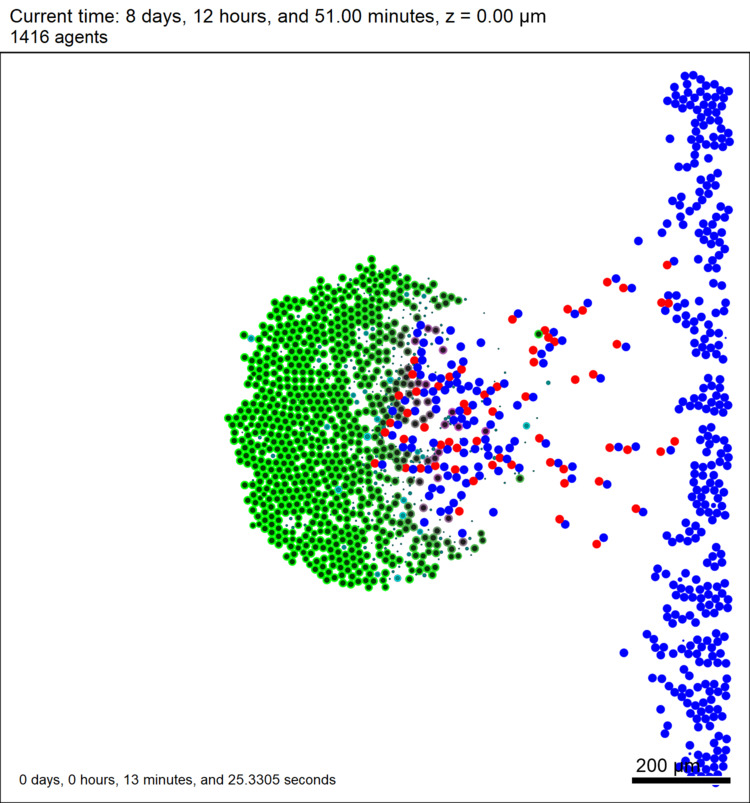 Current time: 8 days, 12 hours, and 51.00 minutes, z = 0.00 μm
1416 agents
200 μm
0 days, 0 hours, 13 minutes, and 25.3305 seconds